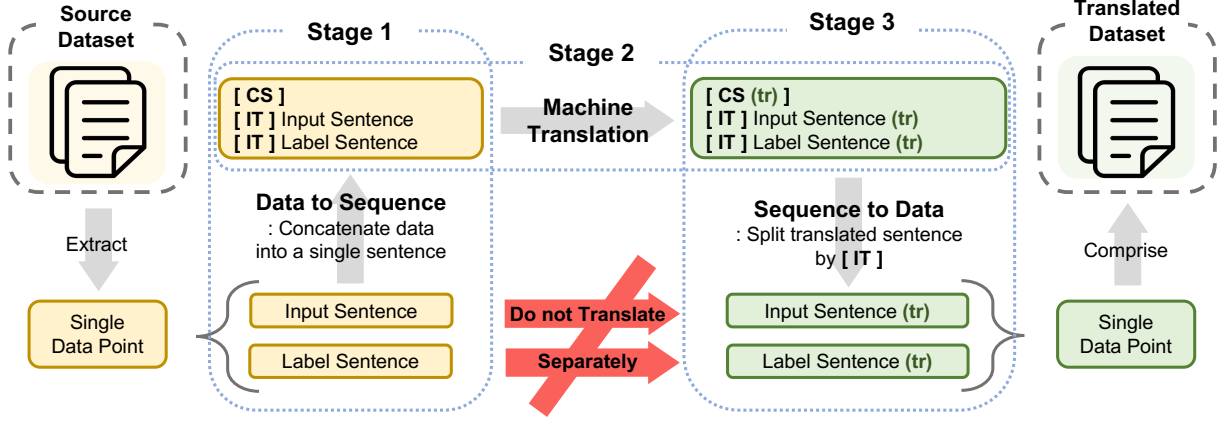 Source
Dataset
Extract
Single
Data Point
Stage 1
[ CS ]
[ IT ] Input Sentence
[ IT ] Label Sentence
Data to Sequence
: Concatenate data
into a single sentence
Input Sentence
Label Sentence
Stage 2
Machine
Translation
Do not Translate
Separately
Stage 3
[ CS (tr) ]
[ IT ] Input Sentence (tr)
[ IT ] Label Sentence (tr)
Sequence to Data
: Split translated sentence
by [ IT ]
Input Sentence (tr)
Label Sentence (tr)
Translated
Dataset
Comprise
Single
Data Point